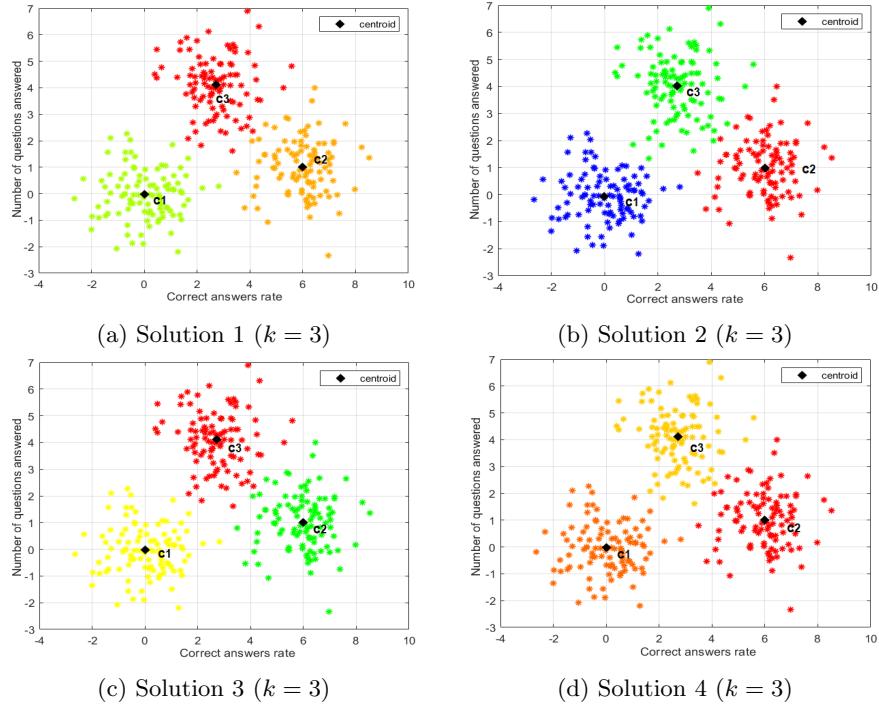 7
6
5
4
3
2
1
0
-1
-2
-3
-4
-2
0
2
4
6
8
10
Number of questions answered
Correct answers rate
centroid
c3
c2
c1
(a) Solution 1 (k = 3)
7
6
5
4
3
2
1
0
-1
-2
-3
-4
-2
0
2
4
6
8
10
Number of questions answered
Correct answers rate
centroid
c3
c2
c1
(b) Solution 2 (k = 3)
7
6
5
4
3
2
1
0
-1
-2
-3
-4
-2
0
2
4
6
8
10
Number of questions answered
Correct answers rate
centroid
c3
c2
c1
(c) Solution 3 (k = 3)
7
6
5
4
3
2
1
0
-1
-2
-3
-4
-2
0
2
4
6
8
10
Number of questions answered
Correct answers rate
centroid
c3
c2
c1
(d) Solution 4 (k = 3)